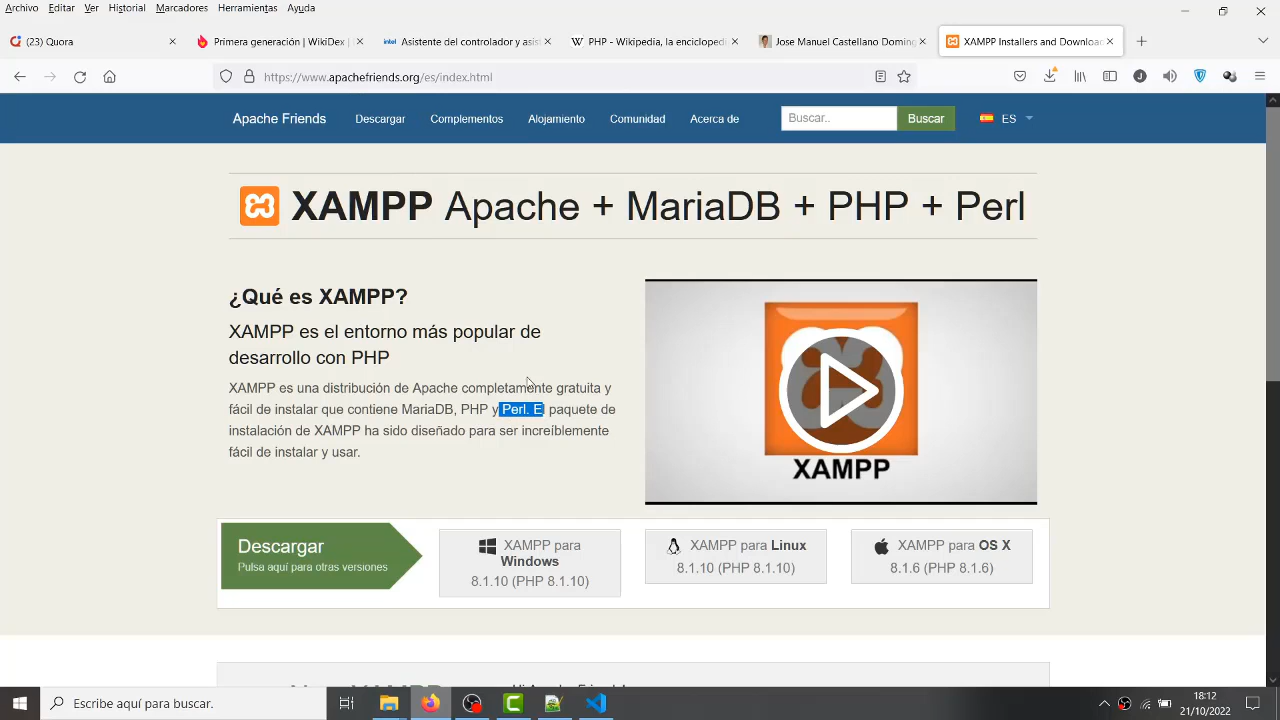 Archivo Editar Ver Historial Marcadores Herramientas Ayuda
(23) Quora
Primera generación | WikiDex |
intel Asistente del controlador y asist
W PHP - Wikipedia, la enciclopedi
Jose Manuel Castellano Doming
XAMPP Installers and Downloa
https://www.apachefriends.org/es/index.html
Apache Friends Descargar Complementos Alojamiento Comunidad Acerca de Buscar.. Buscar ES
XAMPP Apache + MariaDB + PHP + Perl
¿Qué es XAMPP?
XAMPP es el entorno más popular de
desarrollo con PHP
XAMPP es una distribución de Apache completamente gratuita y
fácil de instalar que contiene MariaDB, PHP y Perl. El paquete de
instalación de XAMPP ha sido diseñado para ser increíblemente
fácil de instalar y usar.
XAMPP
Descargar
Pulsa aquí para otras versiones
XAMPP para
Windows
8.1.10 (PHP 8.1.10)
XAMPP para Linux
8.1.10 (PHP 8.1.10)
XAMPP para OS X
8.1.6 (PHP 8.1.6)
Escribe aquí para buscar.
18:12
21/10/2022